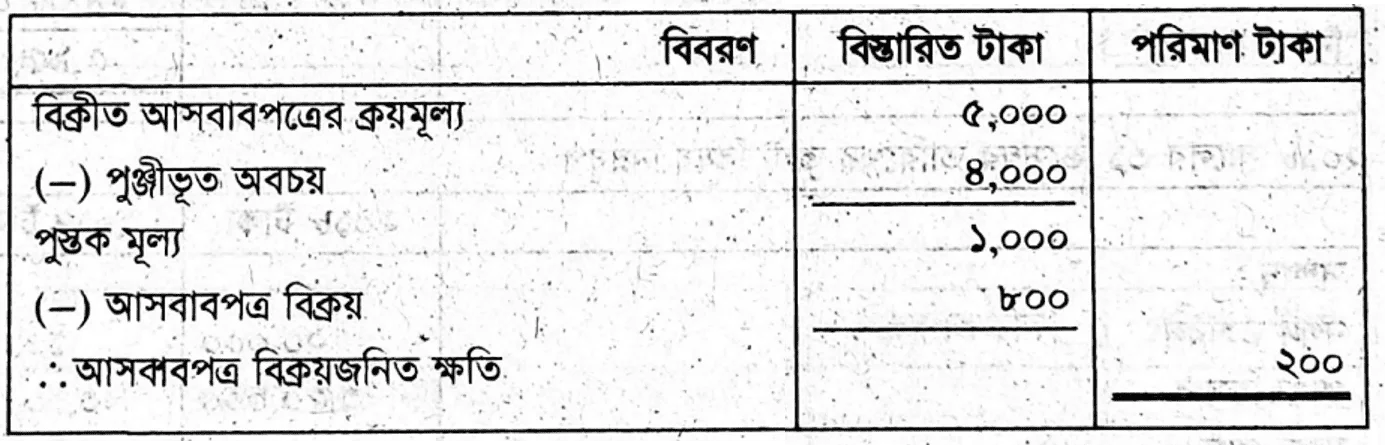 বিবরণ বিস্তারিত টাকা পরিমাণ টাকা
বিক্রীত আসবাবপত্রের ক্রয়মূল্য ৫,০০০
(–) পুঞ্জীভূত অবচয় ৪,০০০
পুস্তক মূল্য ১,০০০
(–) আসবাবপত্র বিক্রয় ৮০০
∴ আসবাবপত্র বিক্রয়জনিত ক্ষতি ২০০